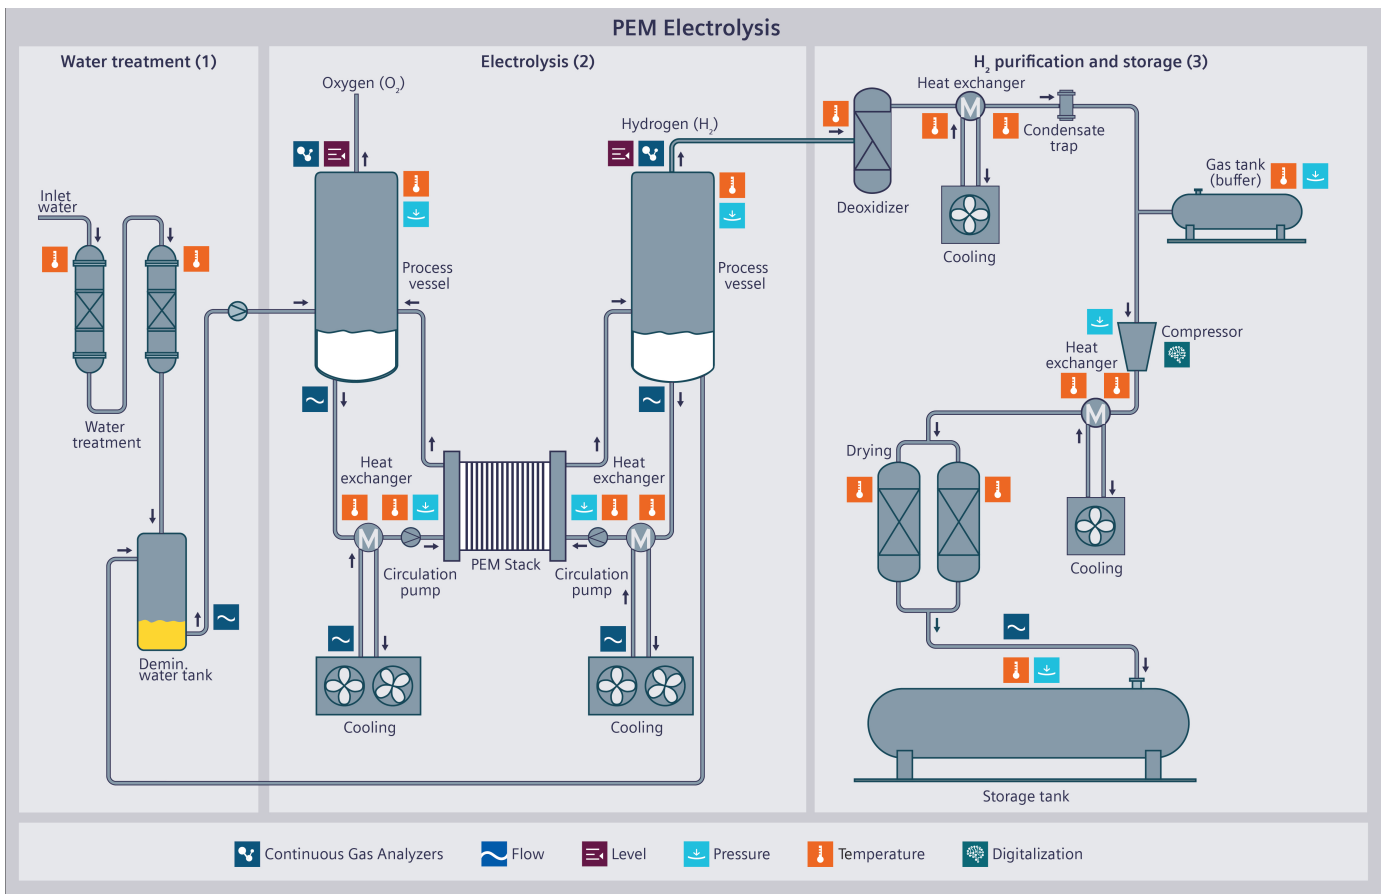 PEM Electrolysis
Water treatment (1)
Electrolysis (2)
H₂ purification and storage (3)
Inlet
water
Water
treatment
Demin.
water tank
Oxygen (O₂)
Hydrogen (H₂)
Process
vessel
Process
vessel
Heat
exchanger
Heat
exchanger
M
M
PEM Stack
Circulation
pump
Circulation
pump
Cooling
Cooling
Heat exchanger
M
Condensate
trap
Deoxidizer
Cooling
Gas tank
(buffer)
Compressor
Heat
exchanger
M
Drying
Cooling
Storage tank
Continuous Gas Analyzers
Flow
Level
Pressure
Temperature
Digitalization